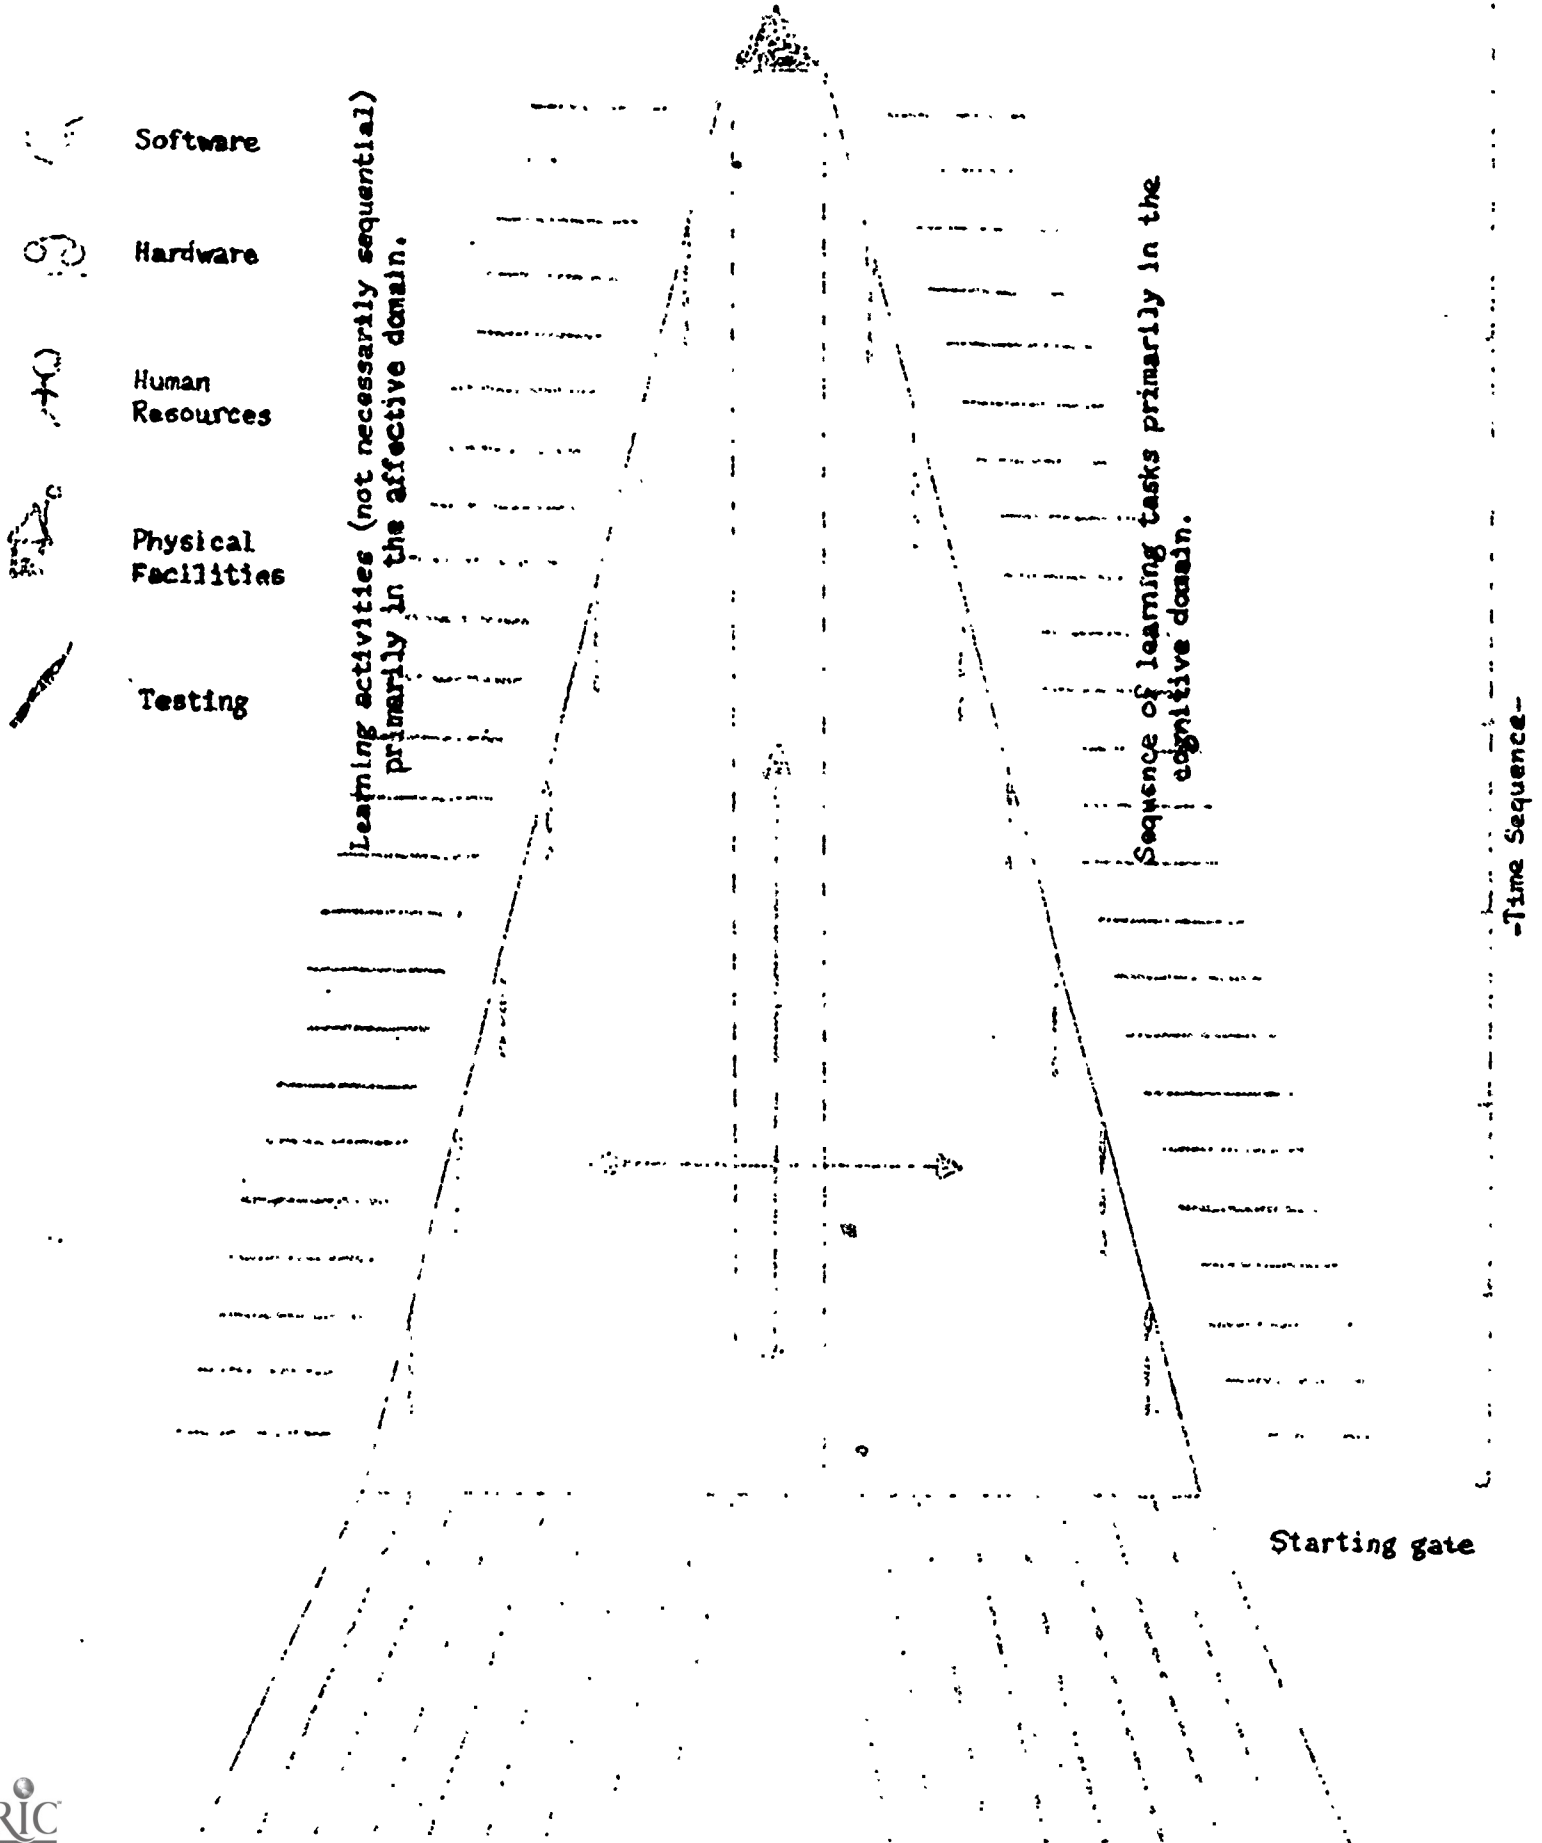 Software
Hardware
Human
Resources
Physical
Facilities
Testing
Learning activities (not necessarily sequential)
primarily in the affective domain.
Sequence of learning tasks primarily in the
cognitive domain.
-Time Sequence-
Starting gate
RIC